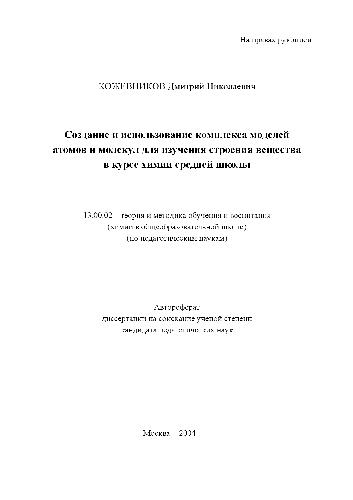 На правах рукописи
КОЖЕВНИКОВ Дмитрий Николаевич
Создание и использование комплекса моделей
атомов и молекул для изучения строения вещества
в курсе химии средней школы
13.00.02 – теория и методика обучения и воспитания
(химия в общеобразовательной школе)
(по педагогическим наукам)
Автореферат
диссертации на соискание ученой степени
кандидата педагогических наук
Москва – 2004